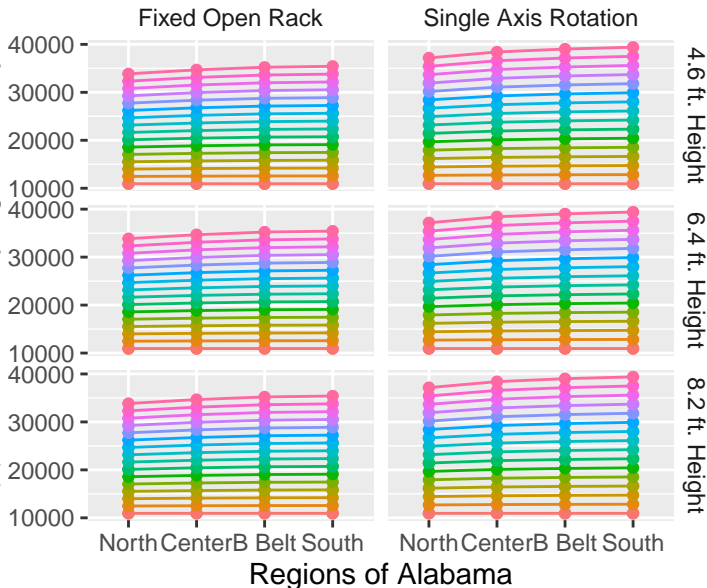 Fixed Open Rack Single Axis Rotation
40000
30000
20000
10000
4.6 ft. Height
40000
30000
20000
10000
6.4 ft. Height
40000
30000
20000
10000
8.2 ft. Height
North Center B Belt South North Center B Belt South
Regions of Alabama